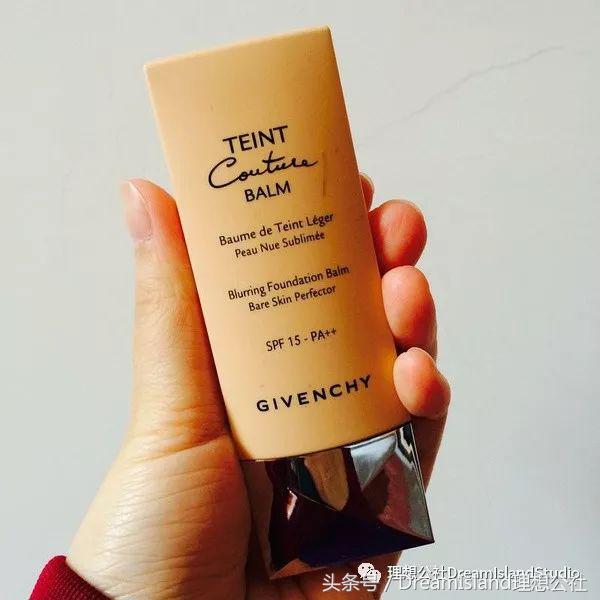 TEINT
Couture
BALM
Baume de Teint Léger
Peau Nue Sublimée
Blurring Foundation Balm
Bare Skin Perfector
SPF 15 - PA++
GIVENCHY
理想公社DreamIslandStudio
头条号 / DreamIsland理想公社